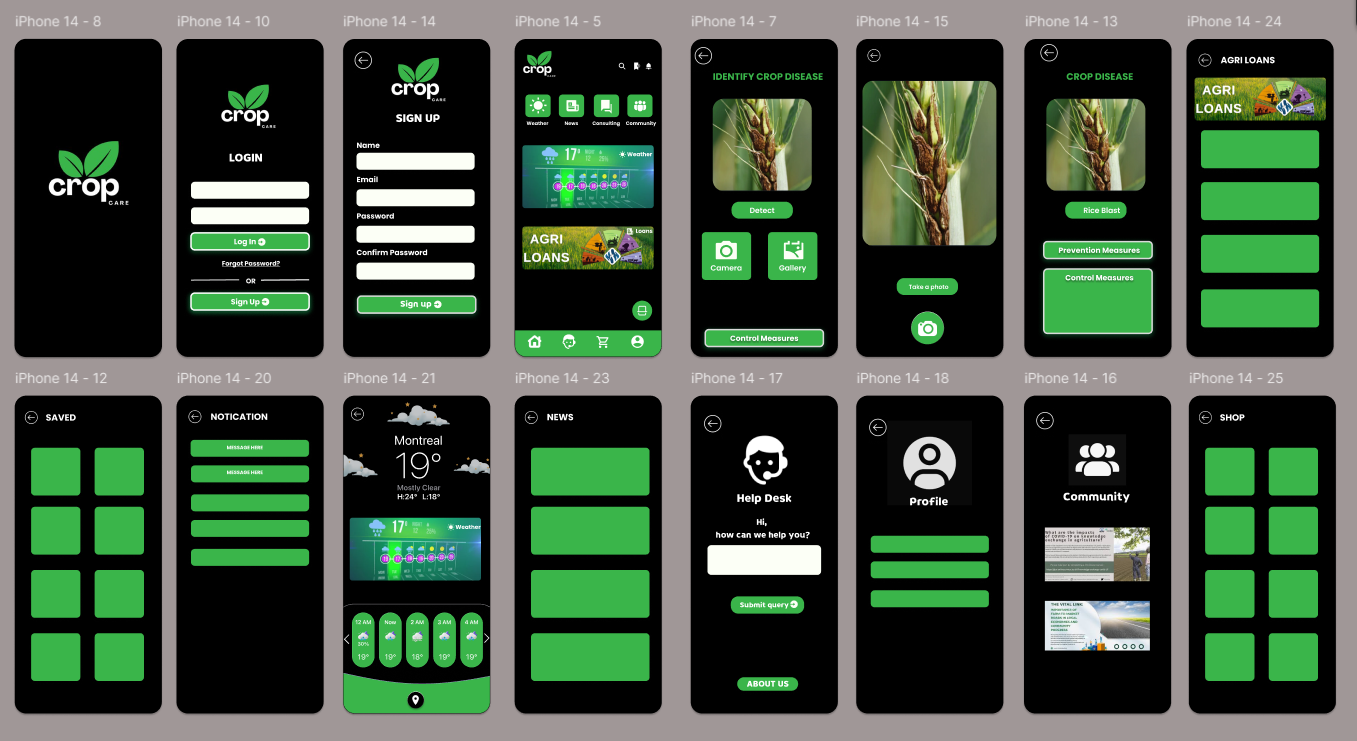 iPhone 14 - 8
iPhone 14 - 10
iPhone 14 - 14
iPhone 14 - 5
iPhone 14 - 7
iPhone 14 - 15
iPhone 14 - 13
iPhone 14 - 24
crop
CARE
crop
CARE
LOGIN
Log In
Forgot Password?
OR
Sign Up
crop
CARE
SIGN UP
Name
Email
Password
Confirm Password
Sign up
crop
CARE
Weather
News
Consulting
Community
17°
Weather
AGRI
LOANS
Loans
IDENTIFY CROP DISEASE
Detect
Camera
Gallery
Control Measures
Take a photo
CROP DISEASE
Rice Blast
Prevention Measures
Control Measures
AGRI LOANS
AGRI
LOANS
iPhone 14 - 12
iPhone 14 - 20
iPhone 14 - 21
iPhone 14 - 23
iPhone 14 - 17
iPhone 14 - 18
iPhone 14 - 16
iPhone 14 - 25
SAVED
NOTICATION
MESSAGE HERE
MESSAGE HERE
Montreal
19°
Mostly Clear
H:24° L:18°
17°
Weather
12 AM
Now
2 AM
3 AM
4 AM
30%
19°
19°
18°
19°
19°
NEWS
Help Desk
Hi,
how can we help you?
Submit query
ABOUT US
Profile
Community
What are the impacts
of COVID-19 on knowledge
exchange in agriculture?
THE VITAL LINK:
SHOP